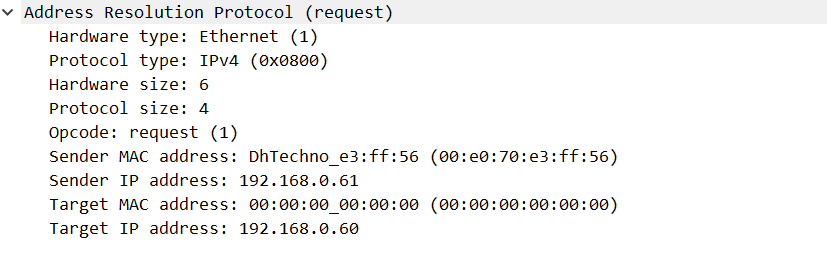 Address Resolution Protocol (request)
Hardware type: Ethernet (1)
Protocol type: IPv4 (0x0800)
Hardware size: 6
Protocol size: 4
Opcode: request (1)
Sender MAC address: DhTechno_e3:ff:56 (00:e0:70:e3:ff:56)
Sender IP address: 192.168.0.61
Target MAC address: 00:00:00_00:00:00 (00:00:00:00:00:00)
Target IP address: 192.168.0.60